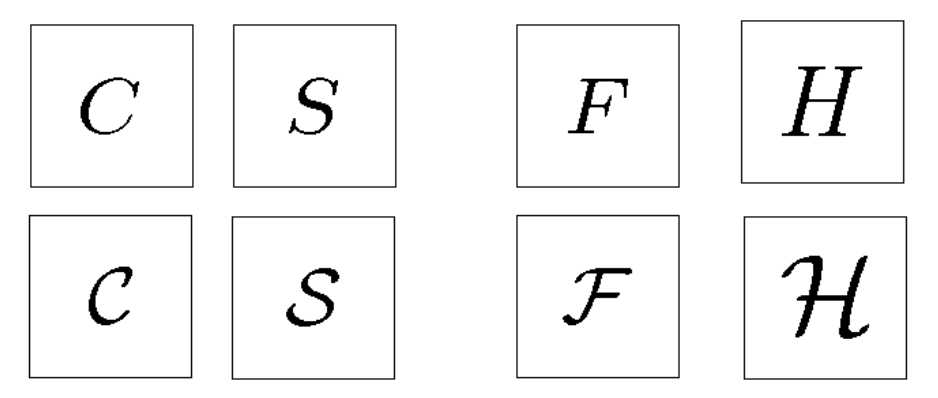 C S F H
𝒞 𝒮 ℱ ℋ